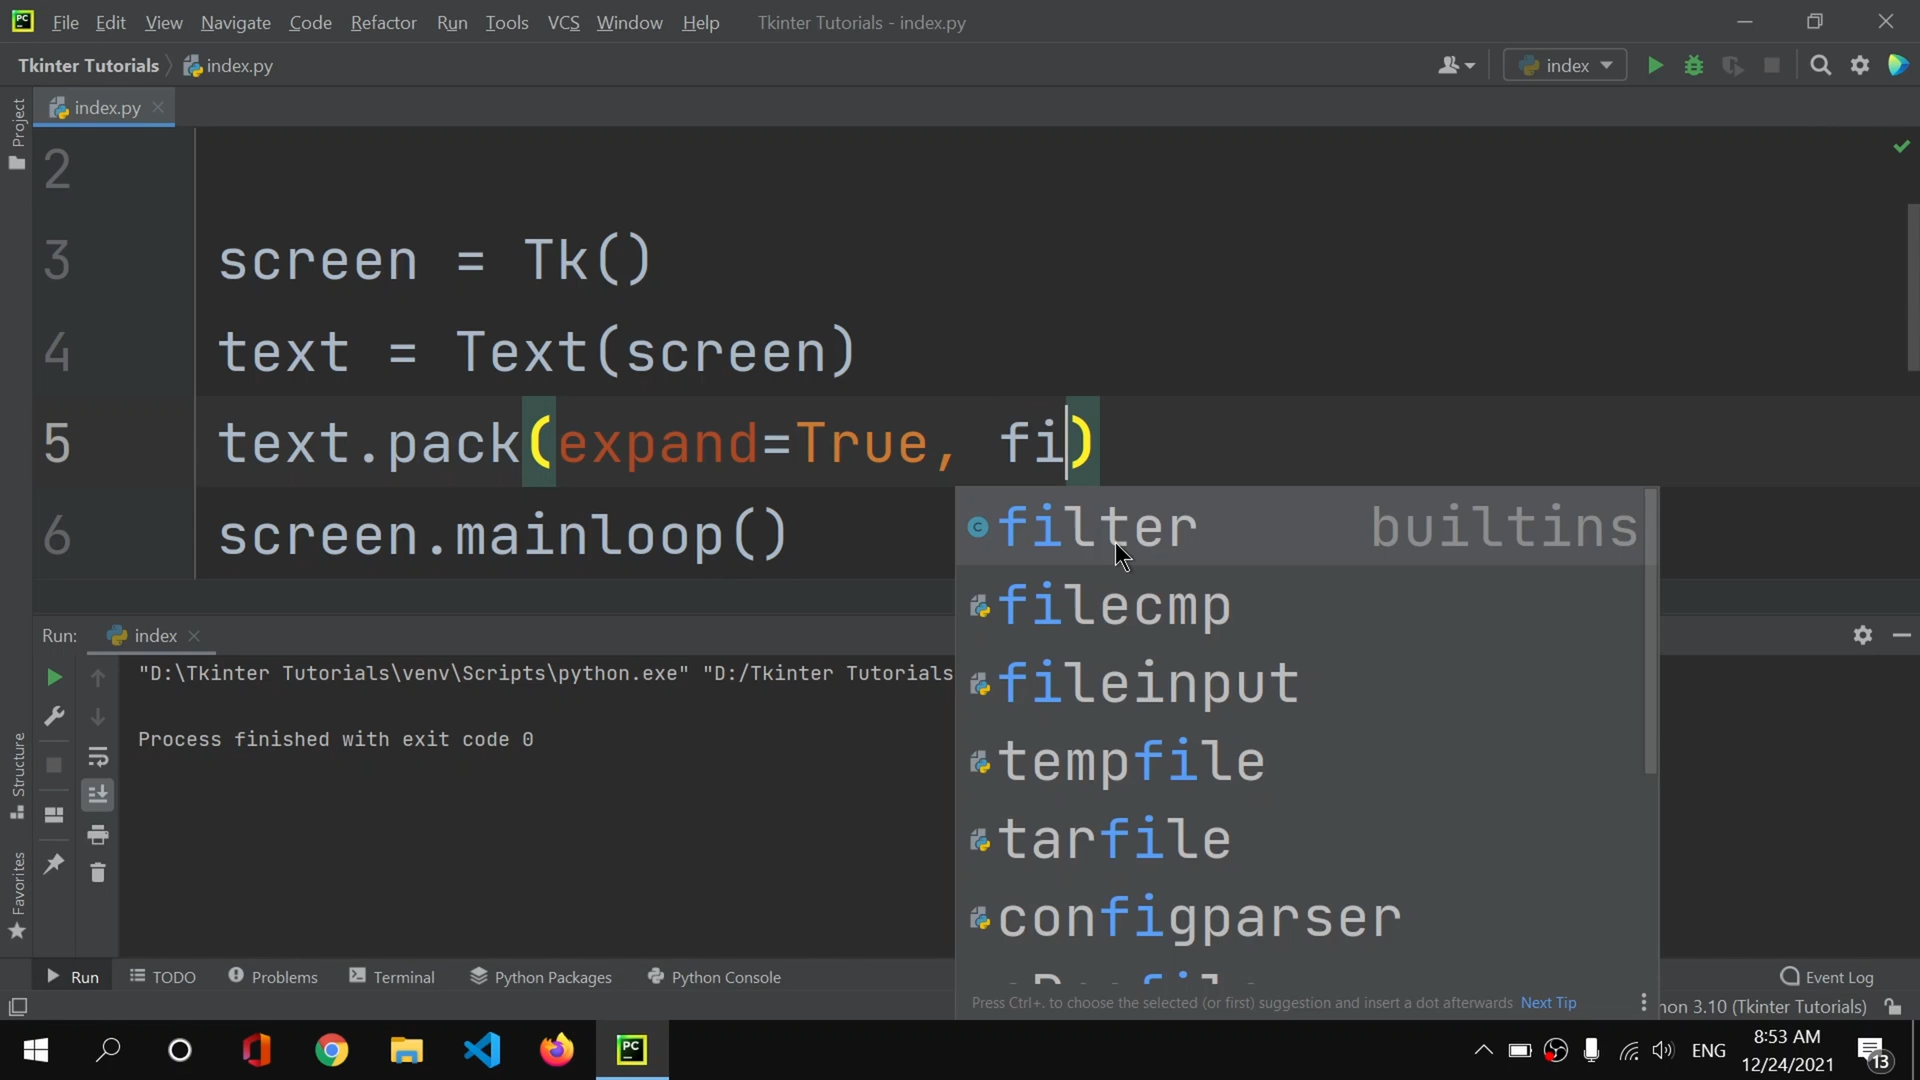 PC File Edit View Navigate Code Refactor Run Tools VCS Window Help Tkinter Tutorials - index.py
Tkinter Tutorials index.py index
index.py
Project
2
3 screen = Tk()
4 text = Text(screen)
5 text.pack(expand=True, fi)
6 screen.mainloop()
filter builtins
filecmp
fileinput
tempfile
tarfile
configparser
Press Ctrl+. to choose the selected (or first) suggestion and insert a dot afterwards Next Tip
Run: index
"D:\Tkinter Tutorials\venv\Scripts\python.exe" "D:/Tkinter Tutorials
Process finished with exit code 0
Structure
Favorites
Run TODO Problems Terminal Python Packages Python Console Event Log
hon 3.10 (Tkinter Tutorials)
PC ENG 8:53 AM
12/24/2021 13